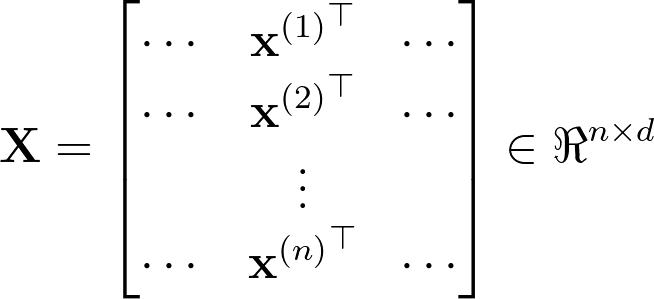 ⋯ 𝐱⁽¹⁾^⊤ ⋯
⋯ 𝐱⁽²⁾^⊤ ⋯
𝐗 = ⋮ ∈ ℜ^{n×d}
⋯ 𝐱⁽ⁿ⁾^⊤ ⋯